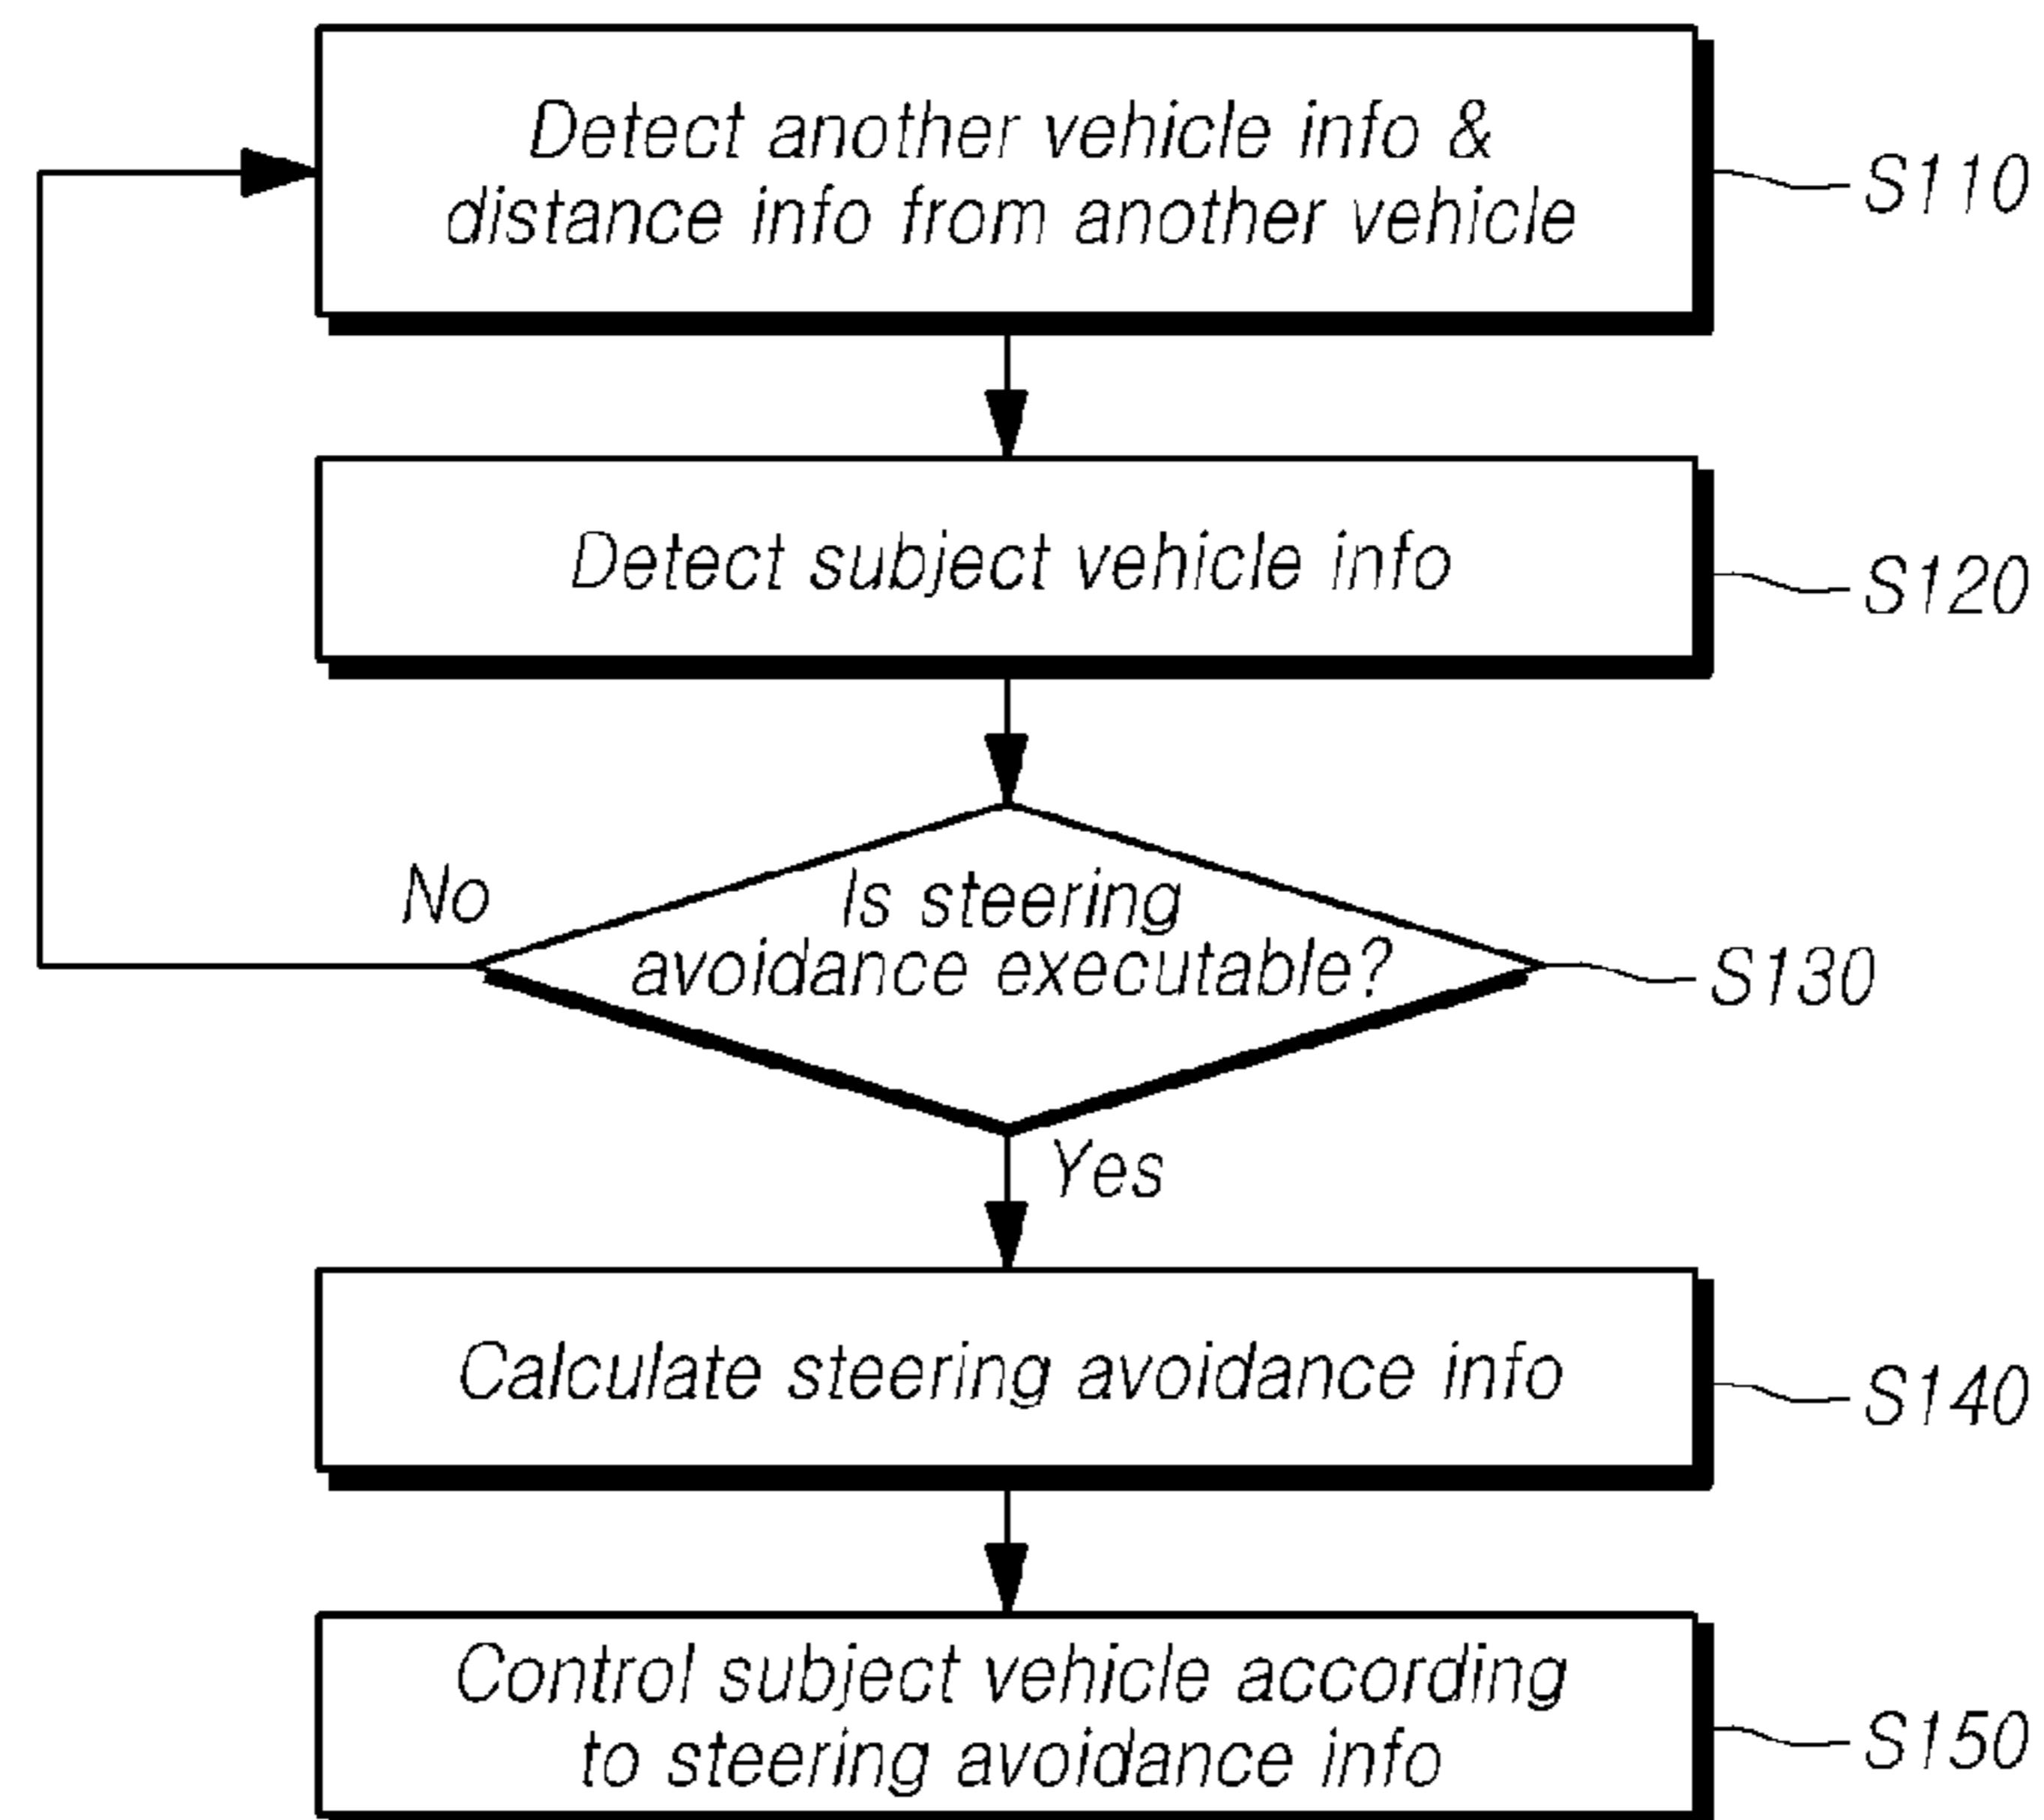 Detect another vehicle info &
distance info from another vehicle
S110
Detect subject vehicle info
S120
No
Is steering
avoidance executable?
S130
Yes
Calculate steering avoidance info
S140
Control subject vehicle according
to steering avoidance info
S150